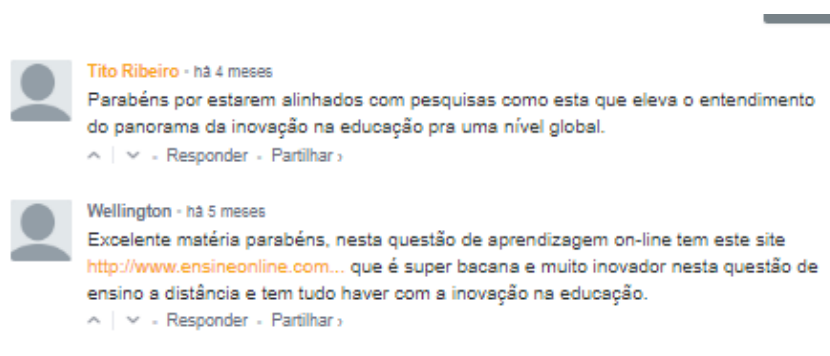 Tito Ribeiro • há 4 meses
Parabéns por estarem alinhados com pesquisas como esta que eleva o entendimento
do panorama da inovação na educação pra uma nível global.
Responder • Partilhar ›
Wellington • há 5 meses
Excelente matéria parabéns, nesta questão de aprendizagem on-line tem este site
http://www.ensineonline.com... que é super bacana e muito inovador nesta questão de
ensino a distância e tem tudo haver com a inovação na educação.
Responder • Partilhar ›